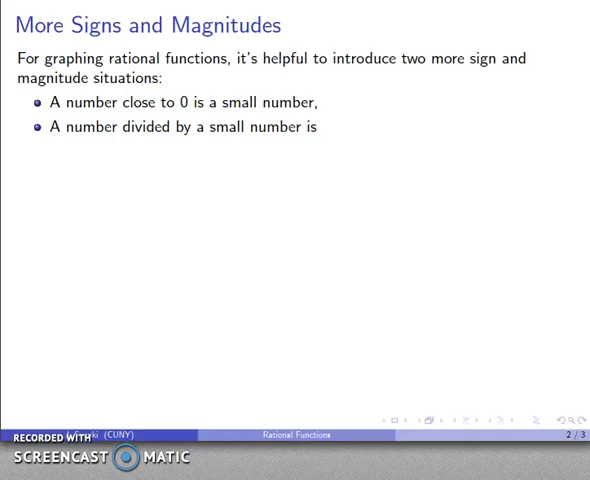 More Signs and Magnitudes
For graphing rational functions, it's helpful to introduce two more sign and
magnitude situations:
A number close to 0 is a small number,
A number divided by a small number is
(CUNY) Rational Functions 2 / 3
RECORDED WITH
SCREENCAST MATIC